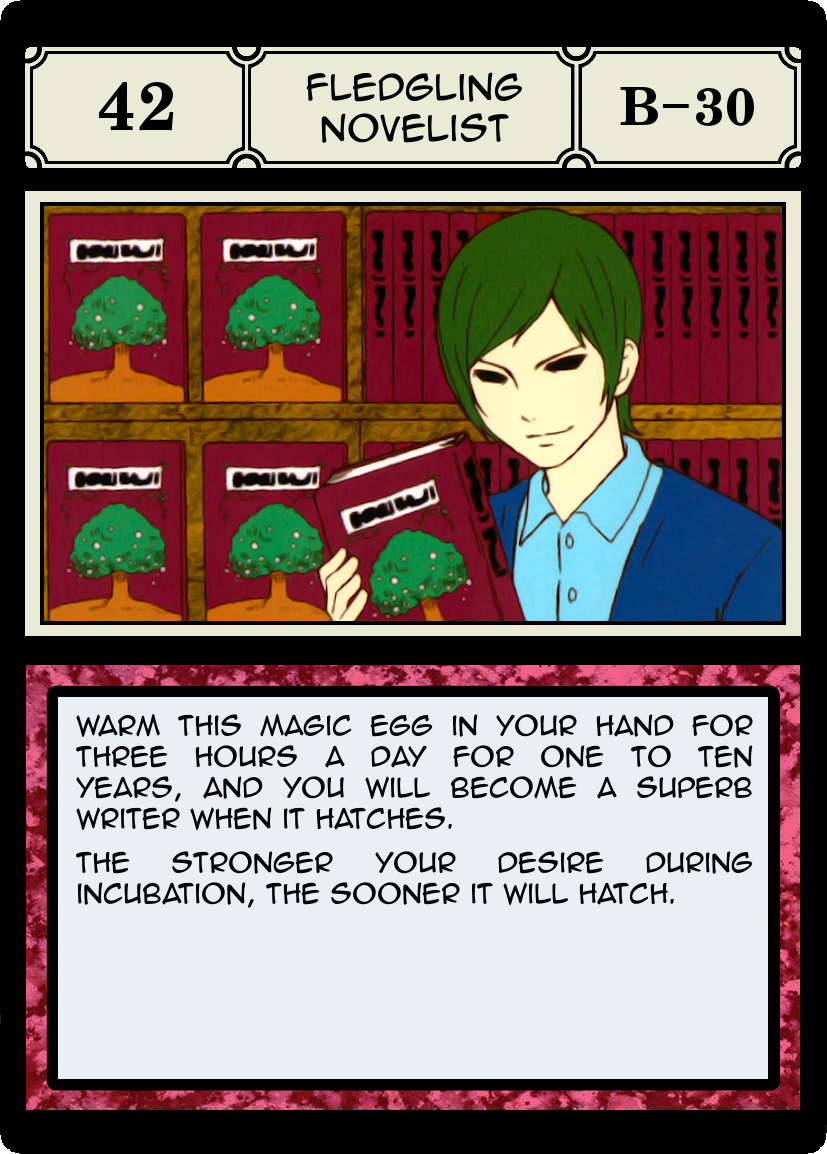 42
FLEDGLING
NOVELIST
B-30
WARM THIS MAGIC EGG IN YOUR HAND FOR
THREE HOURS A DAY FOR ONE TO TEN
YEARS, AND YOU WILL BECOME A SUPERB
WRITER WHEN IT HATCHES.
THE STRONGER YOUR DESIRE DURING
INCUBATION, THE SOONER IT WILL HATCH.